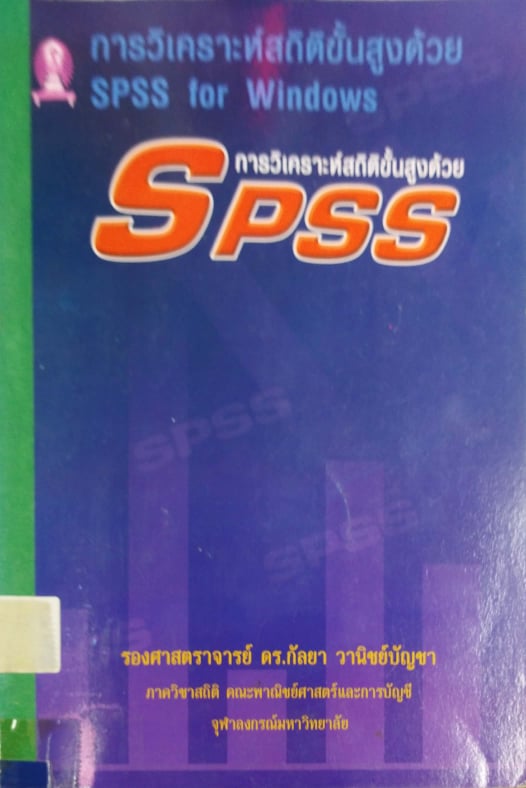 การวิเคราะห์สถิติขั้นสูงด้วย
SPSS for Windows
การวิเคราะห์สถิติขั้นสูงด้วย
SPSS
SPSS
SPSS
SPSS
รองศาสตราจารย์ ดร.กัลยา วานิชย์บัญชา
ภาควิชาสถิติ คณะพาณิชย์ศาสตร์และการบัญชี
จุฬาลงกรณ์มหาวิทยาลัย